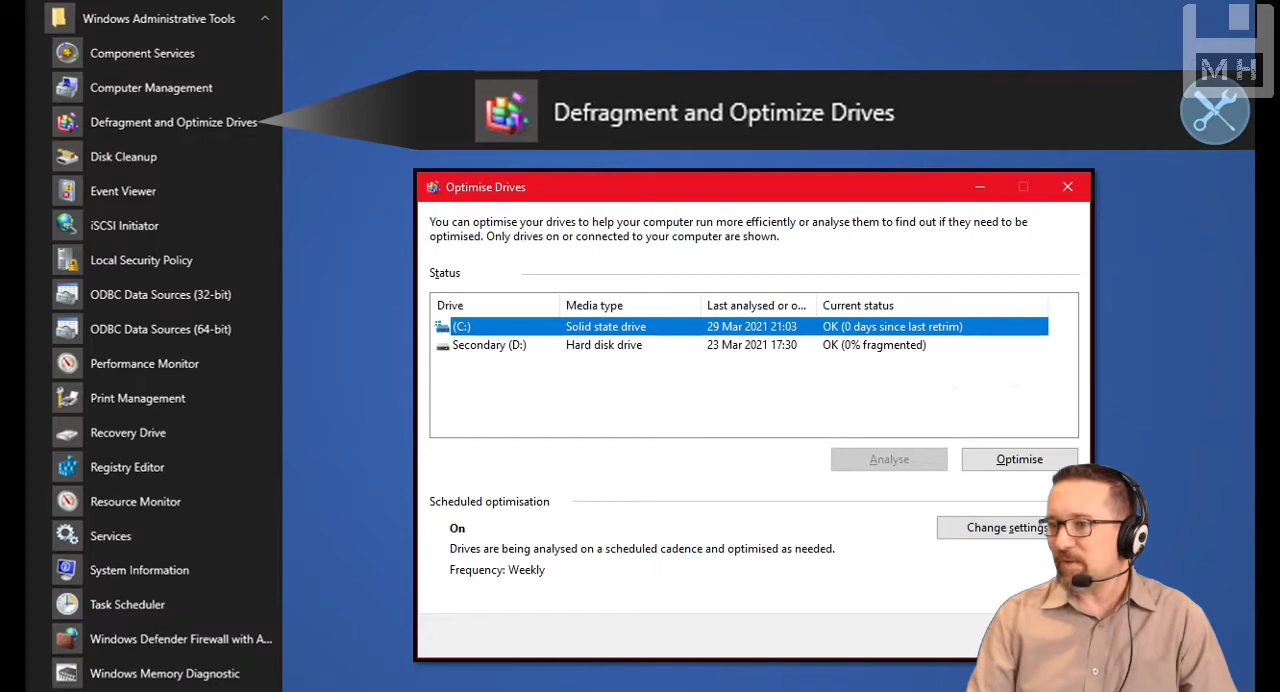 Windows Administrative Tools
Component Services
Computer Management
Defragment and Optimize Drives
Disk Cleanup
Event Viewer
iSCSI Initiator
Local Security Policy
ODBC Data Sources (32-bit)
ODBC Data Sources (64-bit)
Performance Monitor
Print Management
Recovery Drive
Registry Editor
Resource Monitor
Services
System Information
Task Scheduler
Windows Defender Firewall with A...
Windows Memory Diagnostic
MH
Defragment and Optimize Drives
Optimise Drives
You can optimise your drives to help your computer run more efficiently or analyse them to find out if they need to be
optimised. Only drives on or connected to your computer are shown.
Status
Drive Media type Last analysed or o... Current status
(C:) Solid state drive 29 Mar 2021 21:03 OK (0 days since last retrim)
Secondary (D:) Hard disk drive 23 Mar 2021 17:30 OK (0% fragmented)
Analyse Optimise
Scheduled optimisation
On
Change settings
Drives are being analysed on a scheduled cadence and optimised as needed.
Frequency: Weekly